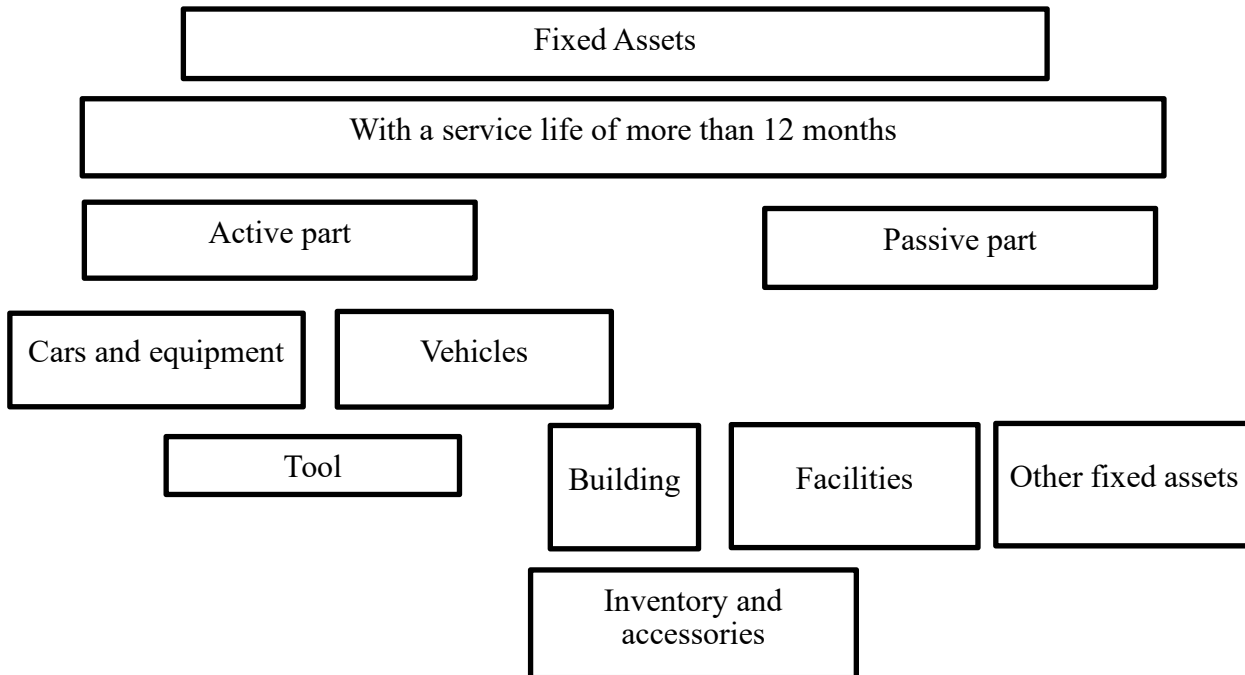 Fixed Assets
With a service life of more than 12 months
Active part
Passive part
Cars and equipment
Vehicles
Tool
Building
Facilities
Other fixed assets
Inventory and
accessories